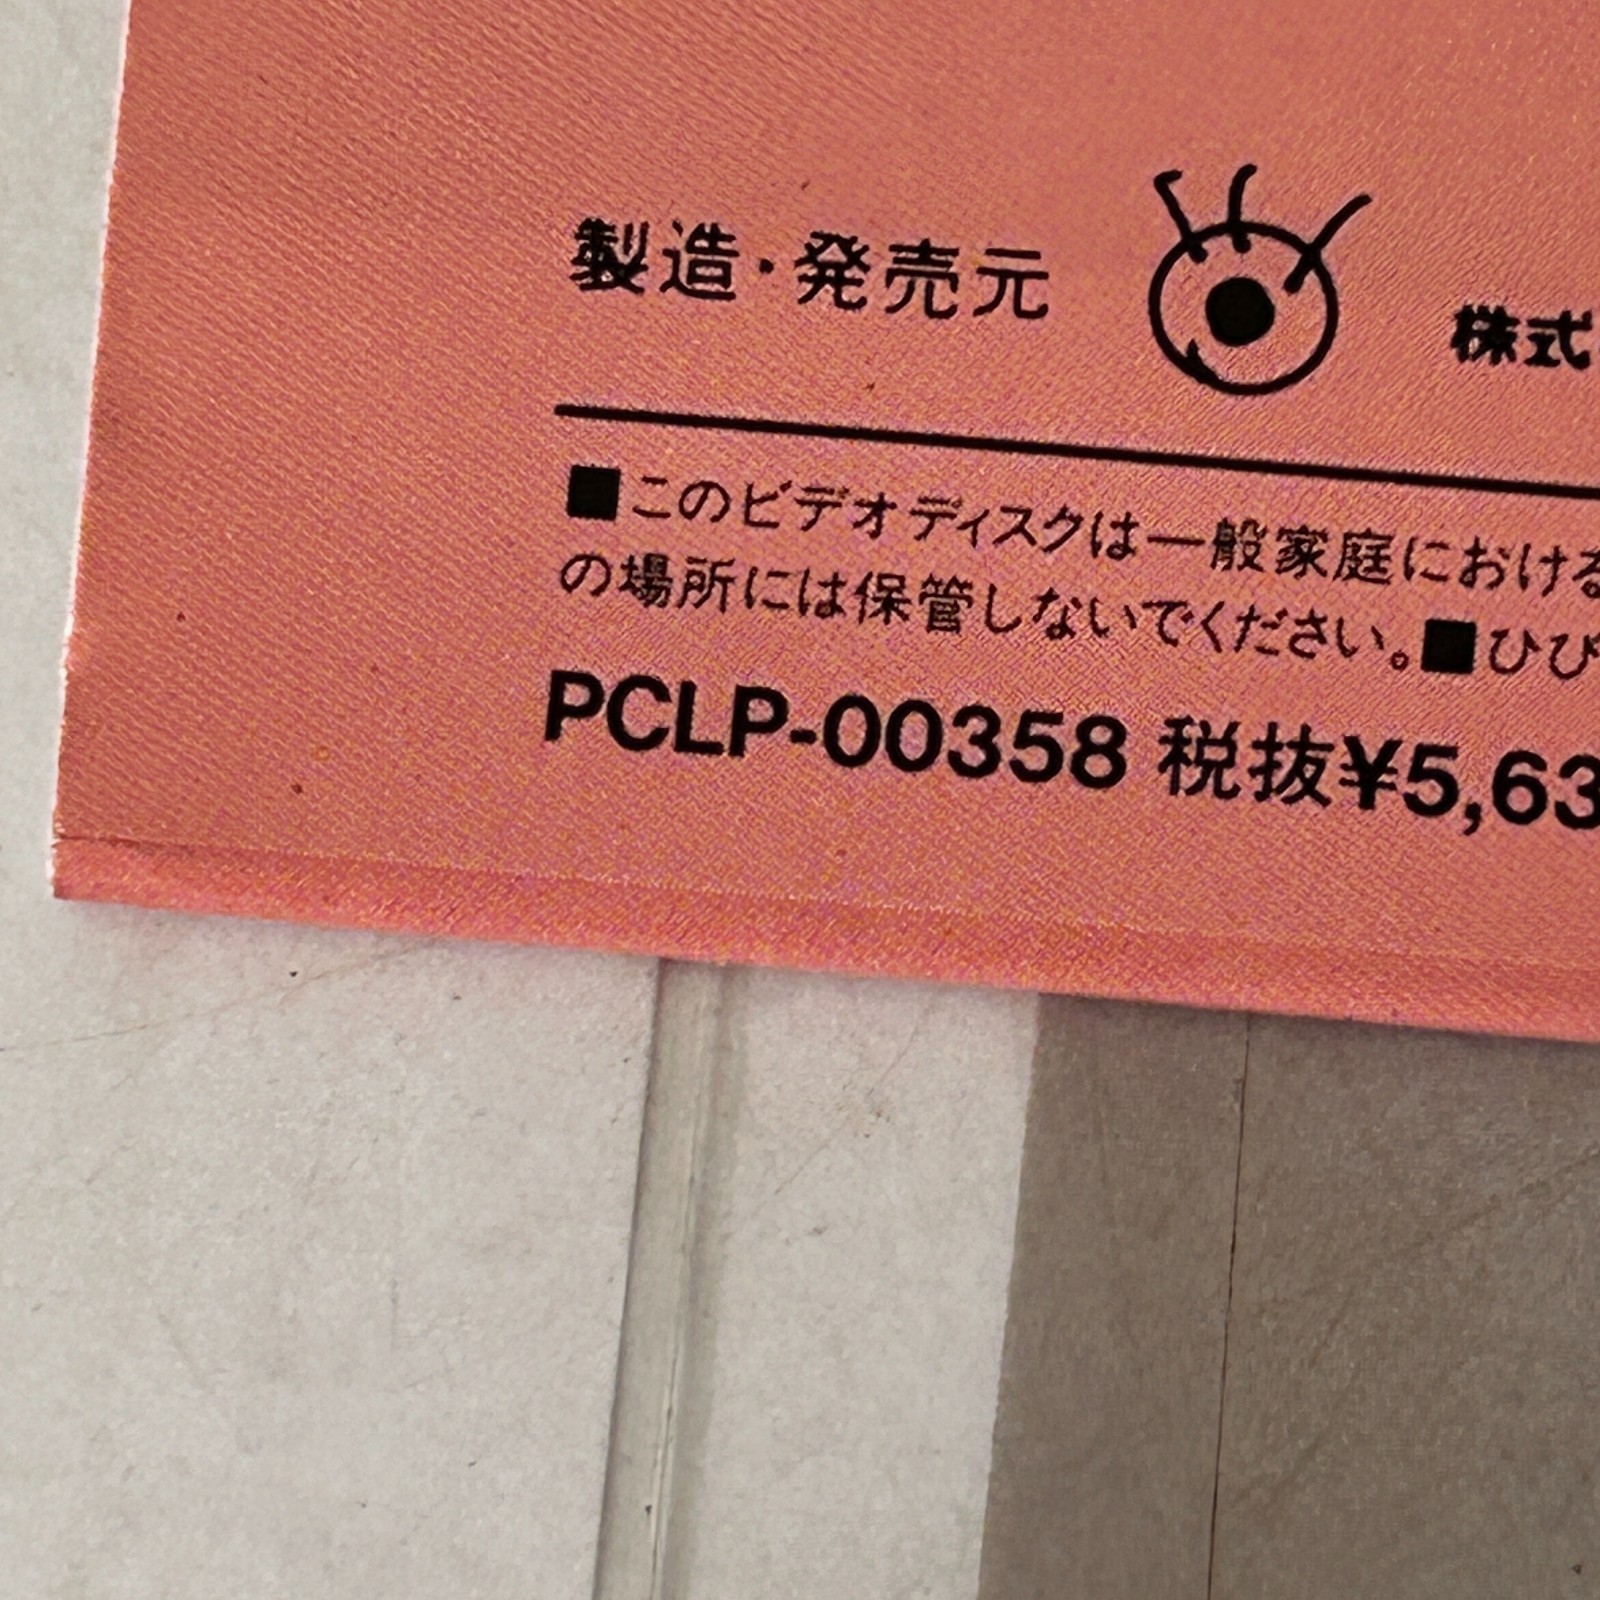 製造·発売元 株式
■このビデオディスクは一般家庭における
の場所には保管しないでください。■ひび
PCLP-00358 税抜¥5,63